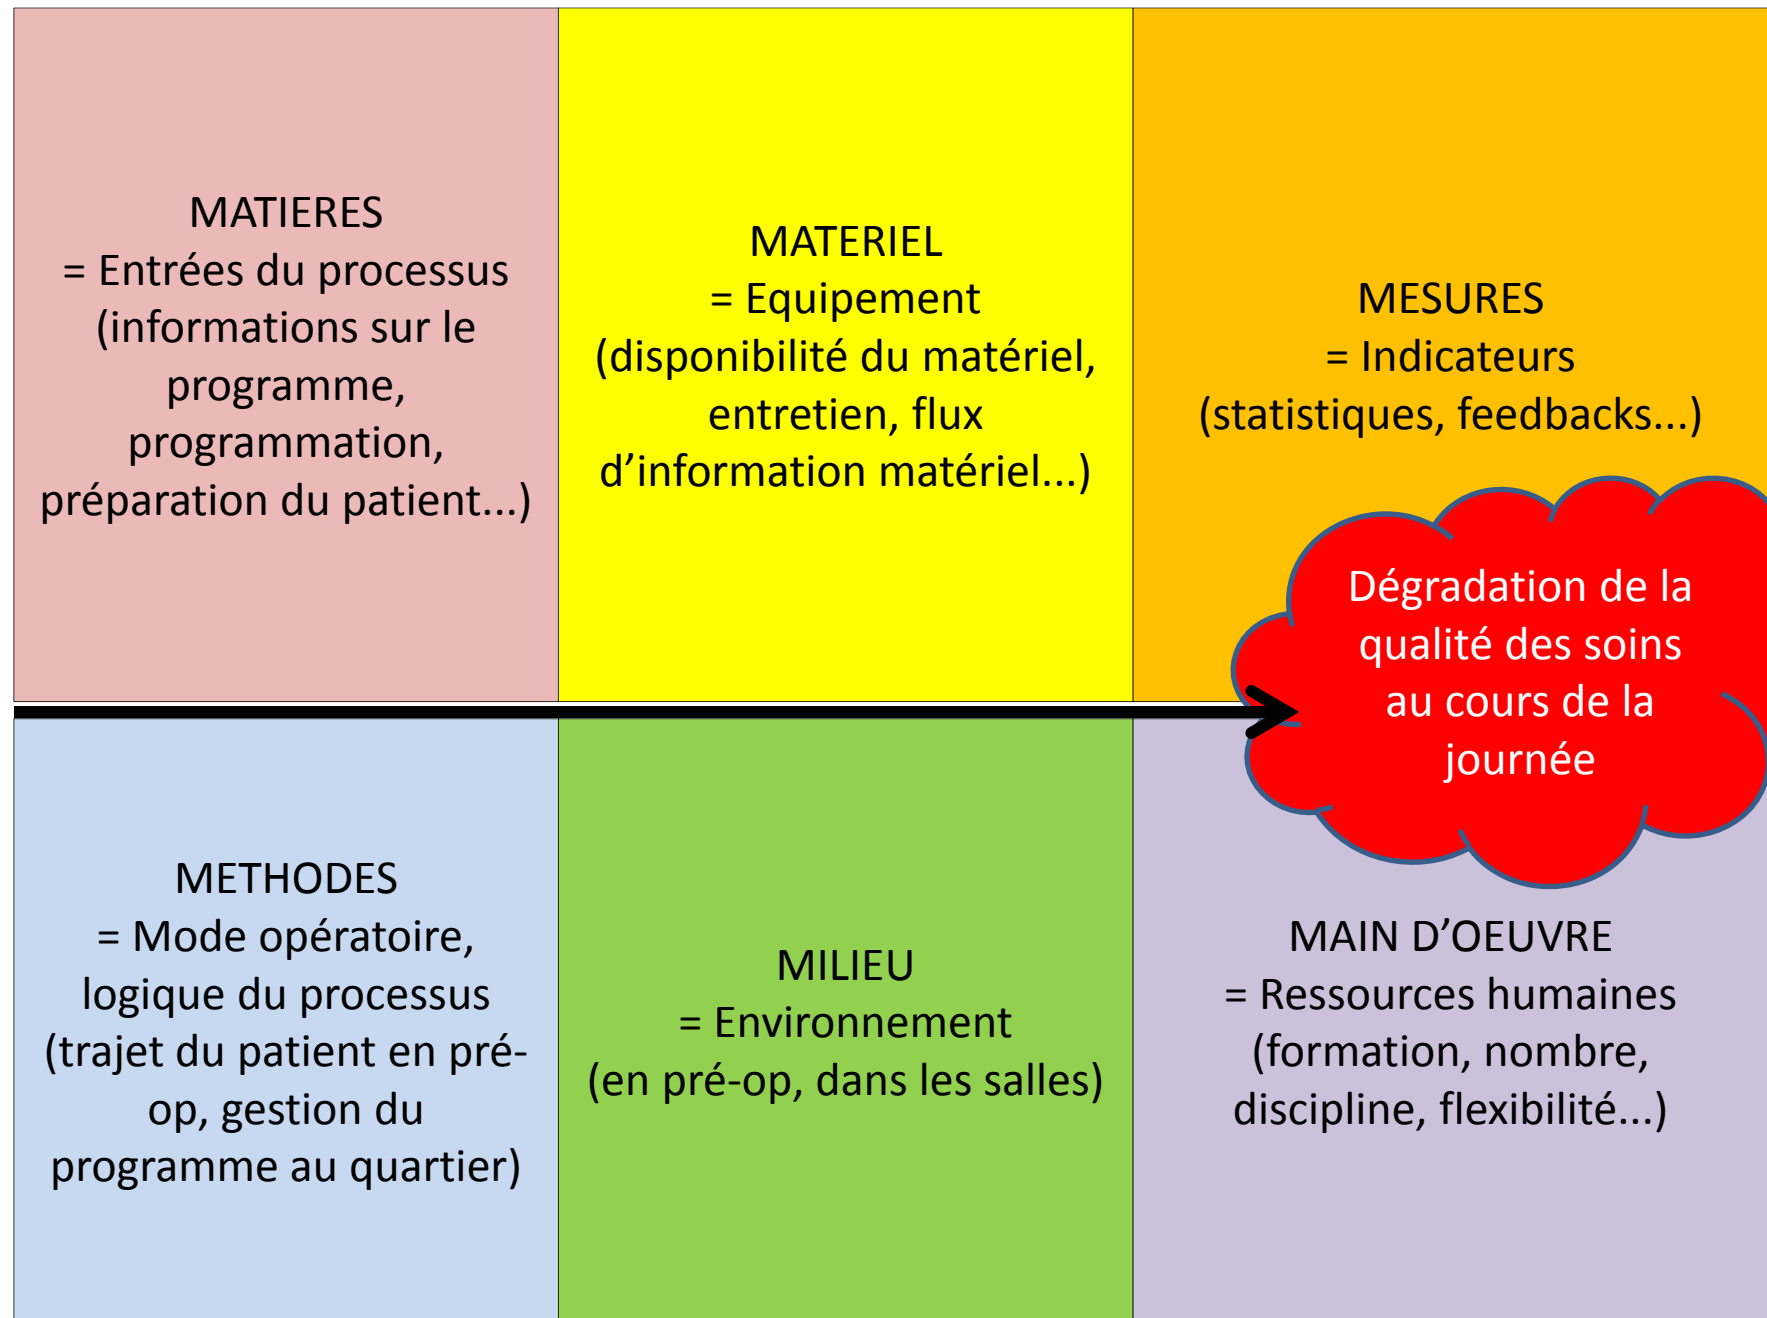 MATIERES
= Entrées du processus
(informations sur le
programme,
programmation,
préparation du patient...)
MATERIEL
= Equipement
(disponibilité du matériel,
entretien, flux
d’information matériel...)
MESURES
= Indicateurs
(statistiques, feedbacks...)
Dégradation de la
qualité des soins
au cours de la
journée
METHODES
= Mode opératoire,
logique du processus
(trajet du patient en pré-
op, gestion du
programme au quartier)
MILIEU
= Environnement
(en pré-op, dans les salles)
MAIN D’OEUVRE
= Ressources humaines
(formation, nombre,
discipline, flexibilité...)